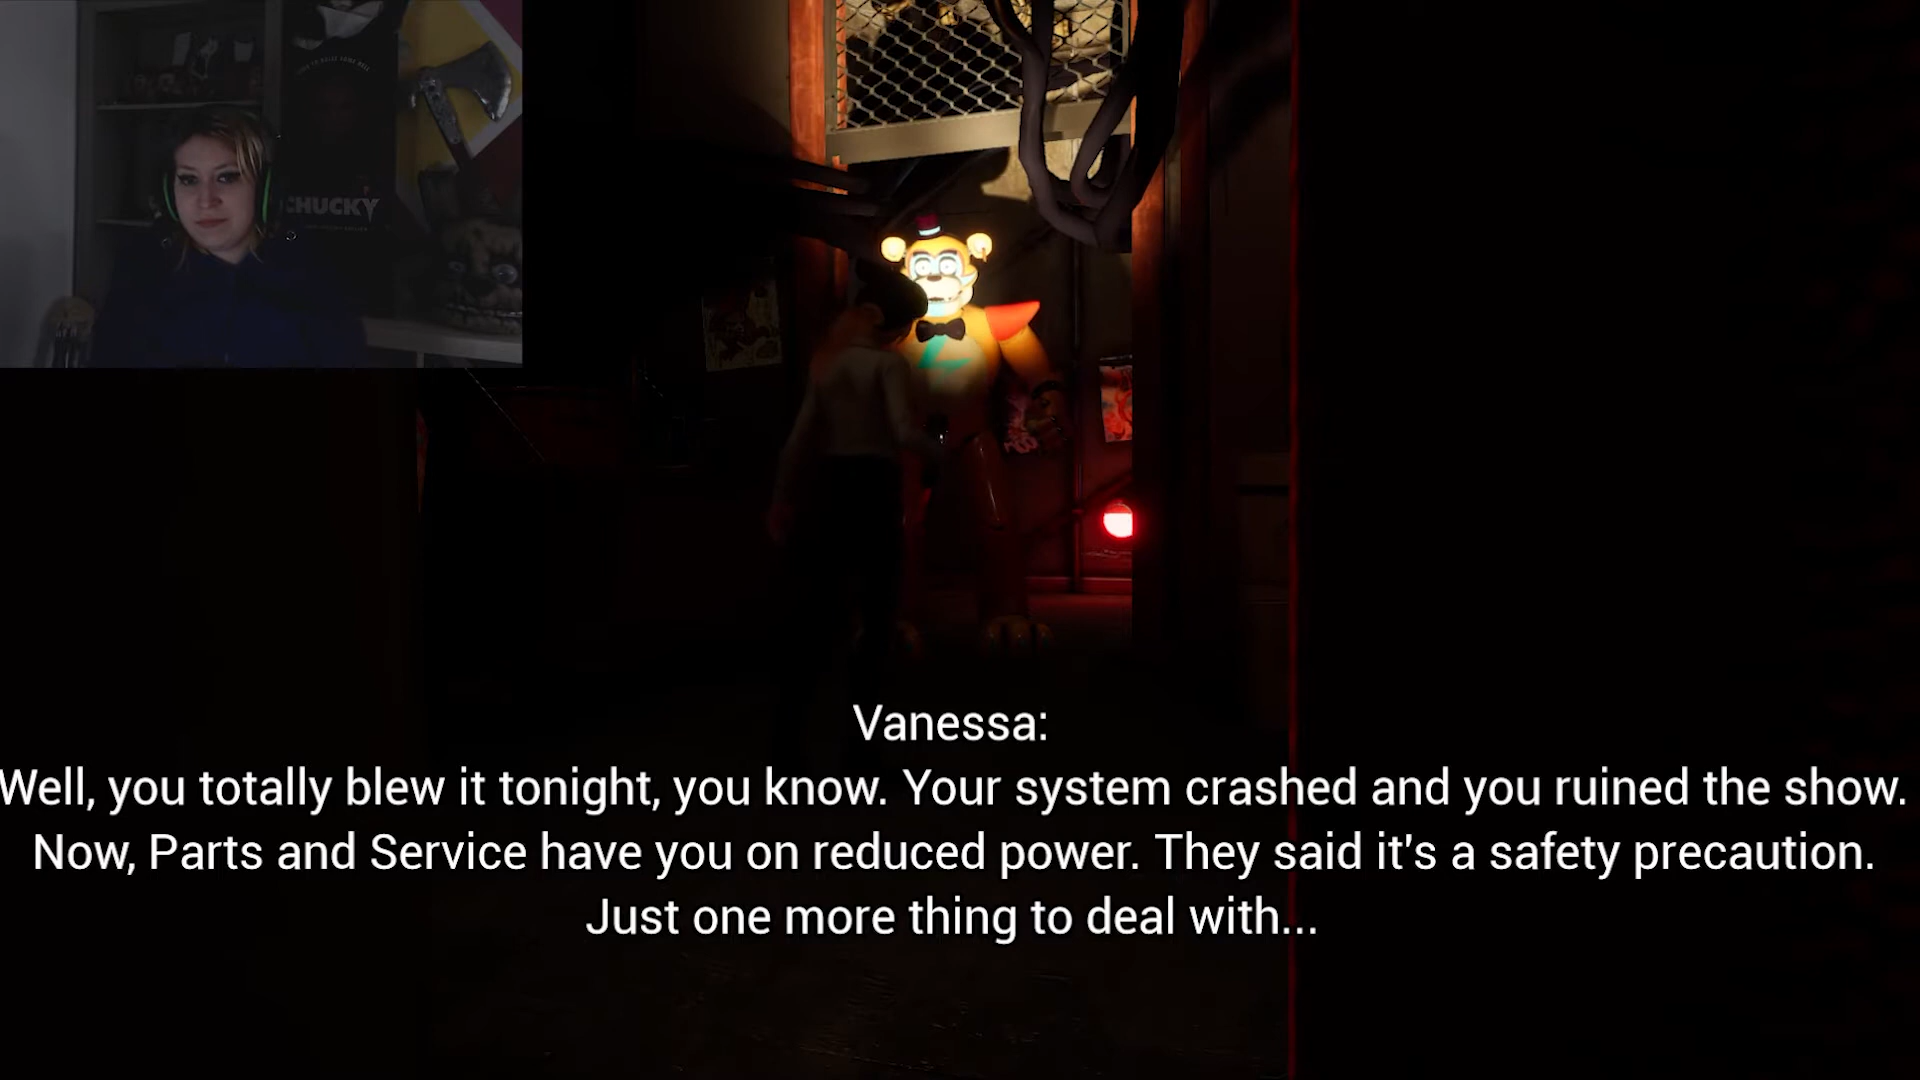 CHUCKY
Vanessa:
Well, you totally blew it tonight, you know. Your system crashed and you ruined the show.
Now, Parts and Service have you on reduced power. They said it's a safety precaution.
Just one more thing to deal with...